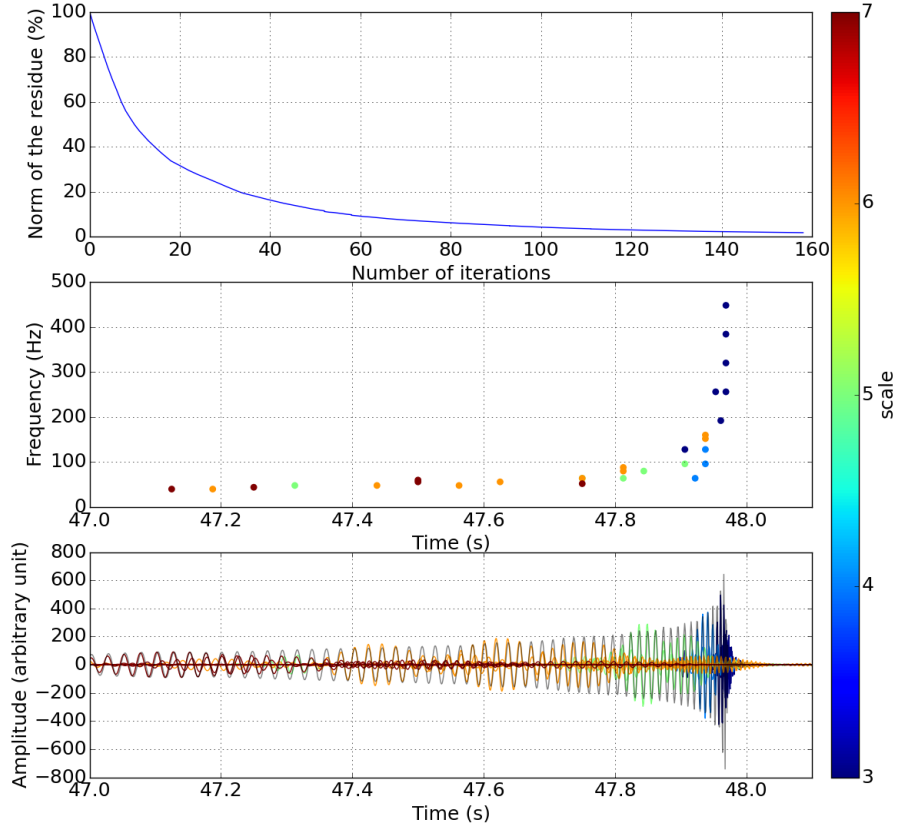 100
80
60
40
20
0
Norm of the residue (%)
0 20 40 60 80 100 120 140 160
Number of iterations
500
400
300
200
100
0
Frequency (Hz)
47.0 47.2 47.4 47.6 47.8 48.0
Time (s)
800
600
400
200
0
−200
−400
−600
−800
Amplitude (arbitrary unit)
47.0 47.2 47.4 47.6 47.8 48.0
Time (s)
7
6
5
4
3
scale